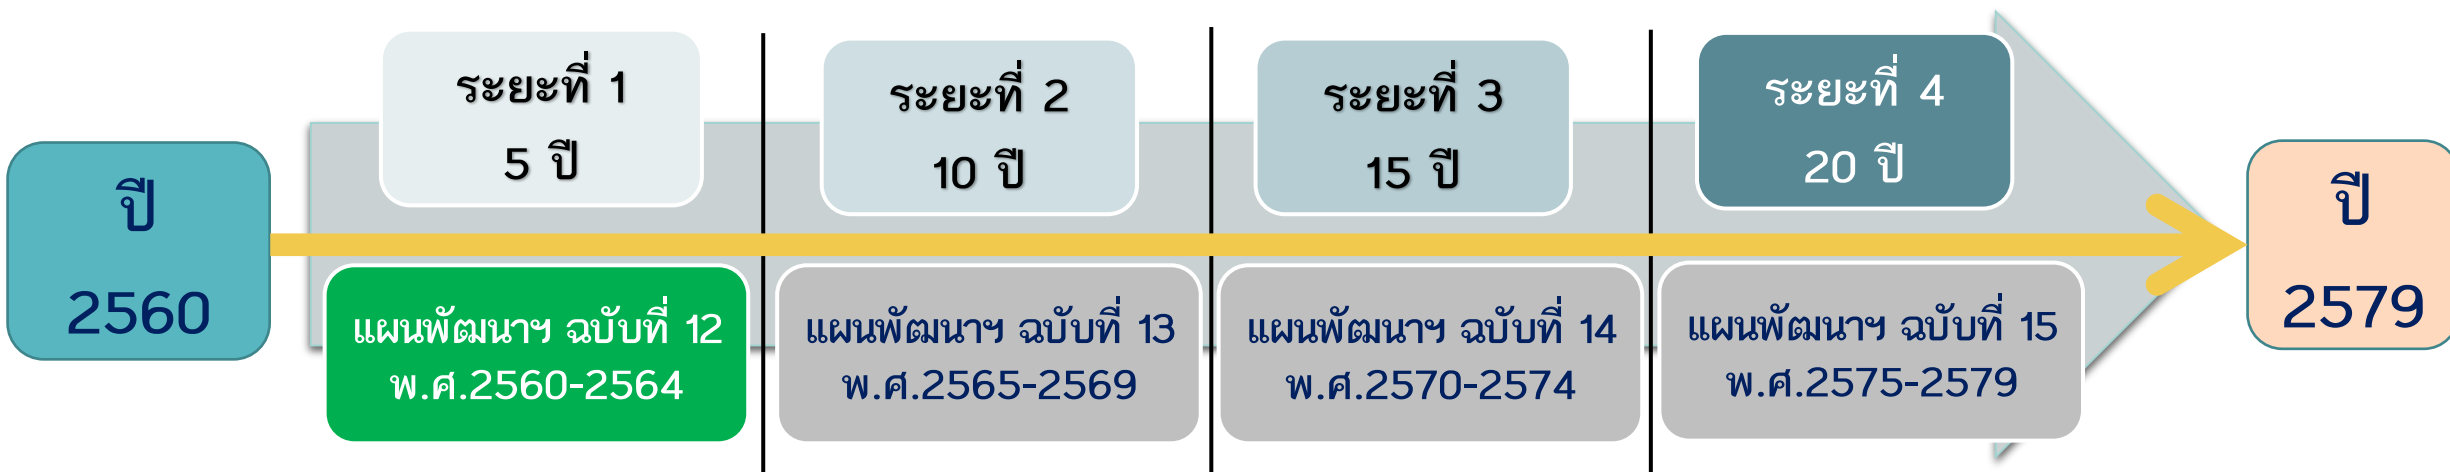 ปี
2560
ระยะที่ 1
5 ปี
แผนพัฒนาฯ ฉบับที่ 12
พ.ศ.2560-2564
ระยะที่ 2
10 ปี
แผนพัฒนาฯ ฉบับที่ 13
พ.ศ.2565-2569
ระยะที่ 3
15 ปี
แผนพัฒนาฯ ฉบับที่ 14
พ.ศ.2570-2574
ระยะที่ 4
20 ปี
แผนพัฒนาฯ ฉบับที่ 15
พ.ศ.2575-2579
ปี
2579